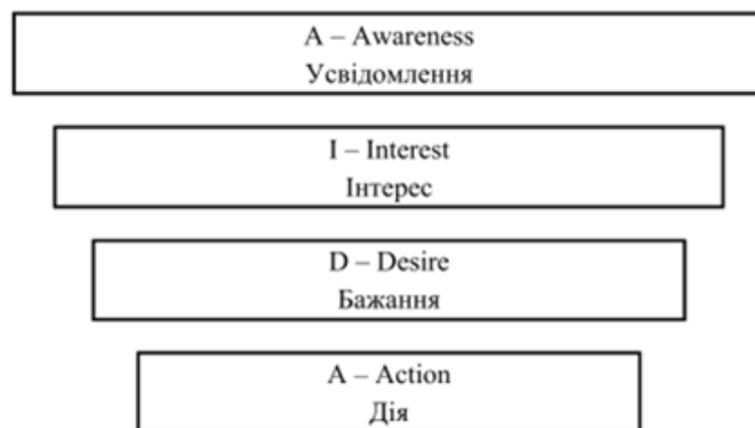 A – Awareness
Усвідомлення
I – Interest
Інтерес
D – Desire
Бажання
A – Action
Дія